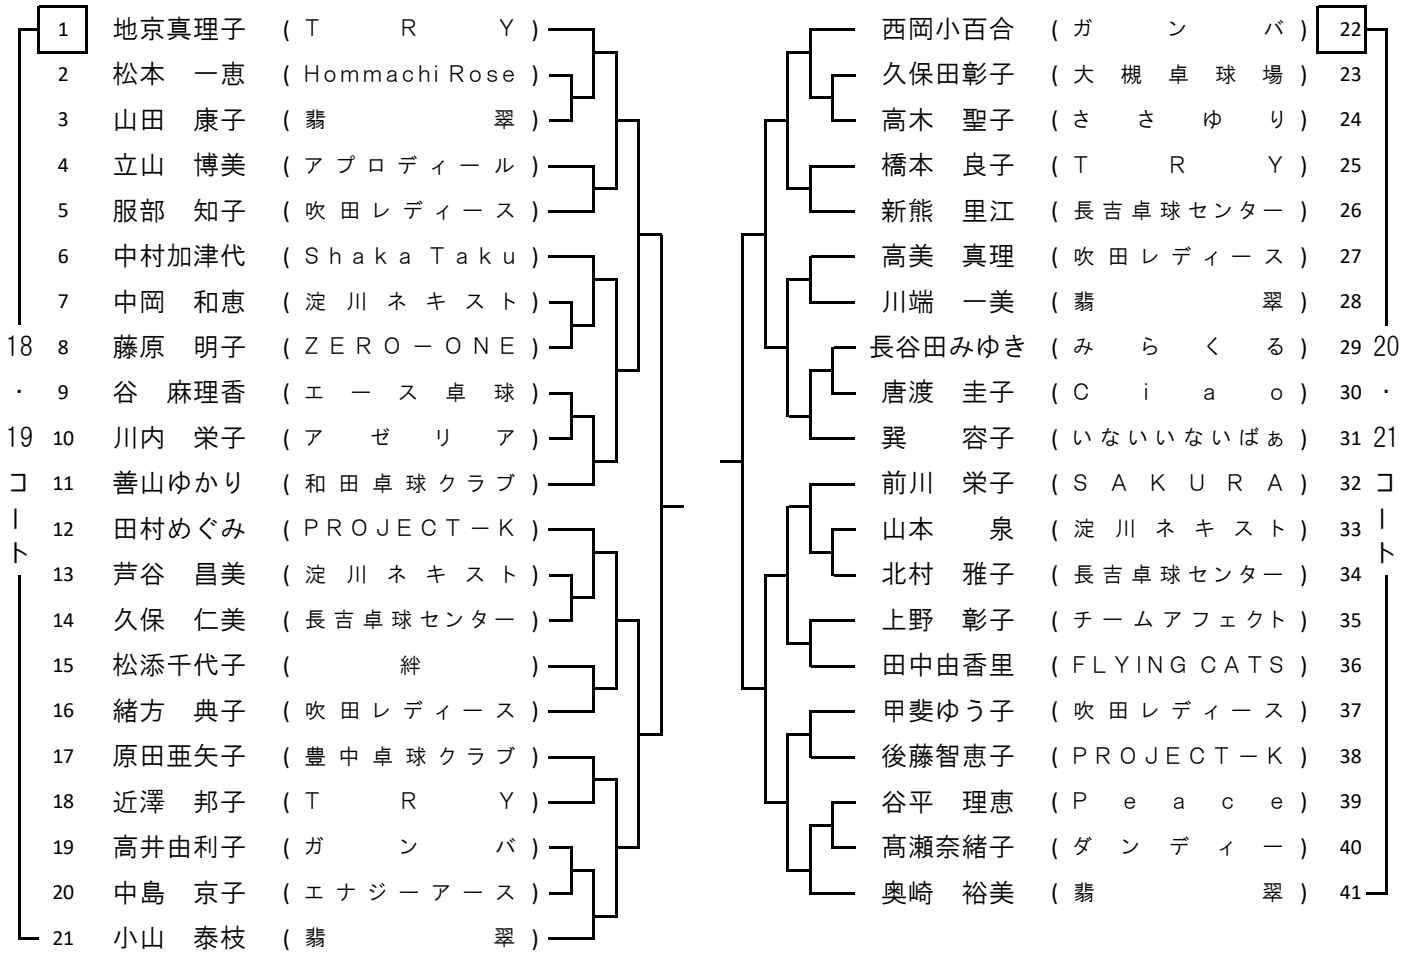 1 地京真理子 (TRY)
2 松本 一恵 (Hommachi Rose)
3 山田 康子 (翡翠)
4 立山 博美 (アプロディール)
5 服部 知子 (吹田レディース)
6 中村加津代 (Shaka Taku)
7 中岡 和恵 (淀川ネキスト)
8 藤原 明子 (ZERO－ONE)
9 谷 麻理香 (エース卓球)
10 川内 栄子 (アゼリア)
11 善山ゆかり (和田卓球クラブ)
12 田村めぐみ (PROJECT－K)
13 芦谷 昌美 (淀川ネキスト)
14 久保 仁美 (長吉卓球センター)
15 松添千代子 (絆)
16 緒方 典子 (吹田レディース)
17 原田亜矢子 (豊中卓球クラブ)
18 近澤 邦子 (TRY)
19 高井由利子 (ガンバ)
20 中島 京子 (エナジーアース)
21 小山 泰枝 (翡翠)
18・19コート
西岡小百合 (ガンバ) 22
久保田彰子 (大槻卓球場) 23
高木 聖子 (ささゆり) 24
橋本 良子 (TRY) 25
新熊 里江 (長吉卓球センター) 26
高美 真理 (吹田レディース) 27
川端 一美 (翡翠) 28
長谷田みゆき (みらくる) 29
唐渡 圭子 (Ciao) 30
巽 容子 (いないいないばぁ) 31
前川 栄子 (SAKURA) 32
山本 泉 (淀川ネキスト) 33
北村 雅子 (長吉卓球センター) 34
上野 彰子 (チームアフェクト) 35
田中由香里 (FLYING CATS) 36
甲斐ゆう子 (吹田レディース) 37
後藤智恵子 (PROJECT－K) 38
谷平 理恵 (Peace) 39
髙瀬奈緒子 (ダンディー) 40
奥崎 裕美 (翡翠) 41
20・21コート